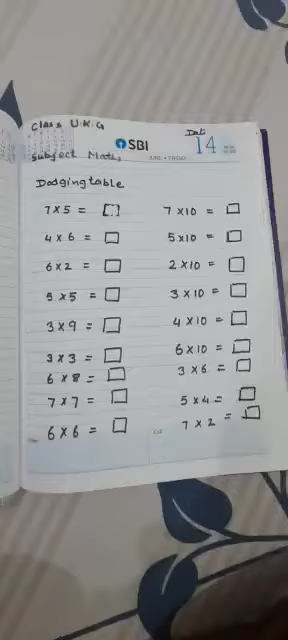 Class U.K.G
Date
SBI
14
Subject Maths
JUNE • FRIDAY
Dodging table
7 x 5 = □
7 x 10 = □
4 x 6 = □
5 x 10 = □
6 x 2 = □
2 x 10 = □
5 x 5 = □
3 x 10 = □
3 x 9 = □
4 x 10 = □
3 x 3 = □
6 x 10 = □
6 x 8 = □
3 x 6 = □
7 x 7 = □
5 x 4 = □
6 x 6 = □
7 x 2 = □